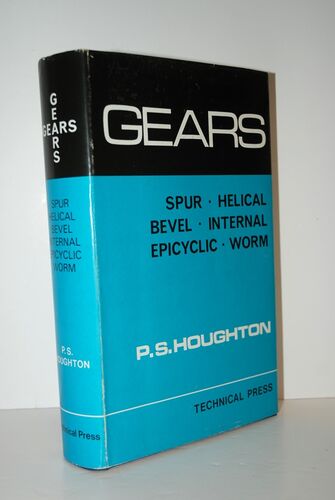 GEARS
GEARS
SPUR
HELICAL
BEVEL
INTERNAL
EPICYCLIC
WORM
P. S.
HOUGHTON
Technical Press
GEARS
SPUR · HELICAL
BEVEL · INTERNAL
EPICYCLIC · WORM
P.S.HOUGHTON
TECHNICAL PRESS